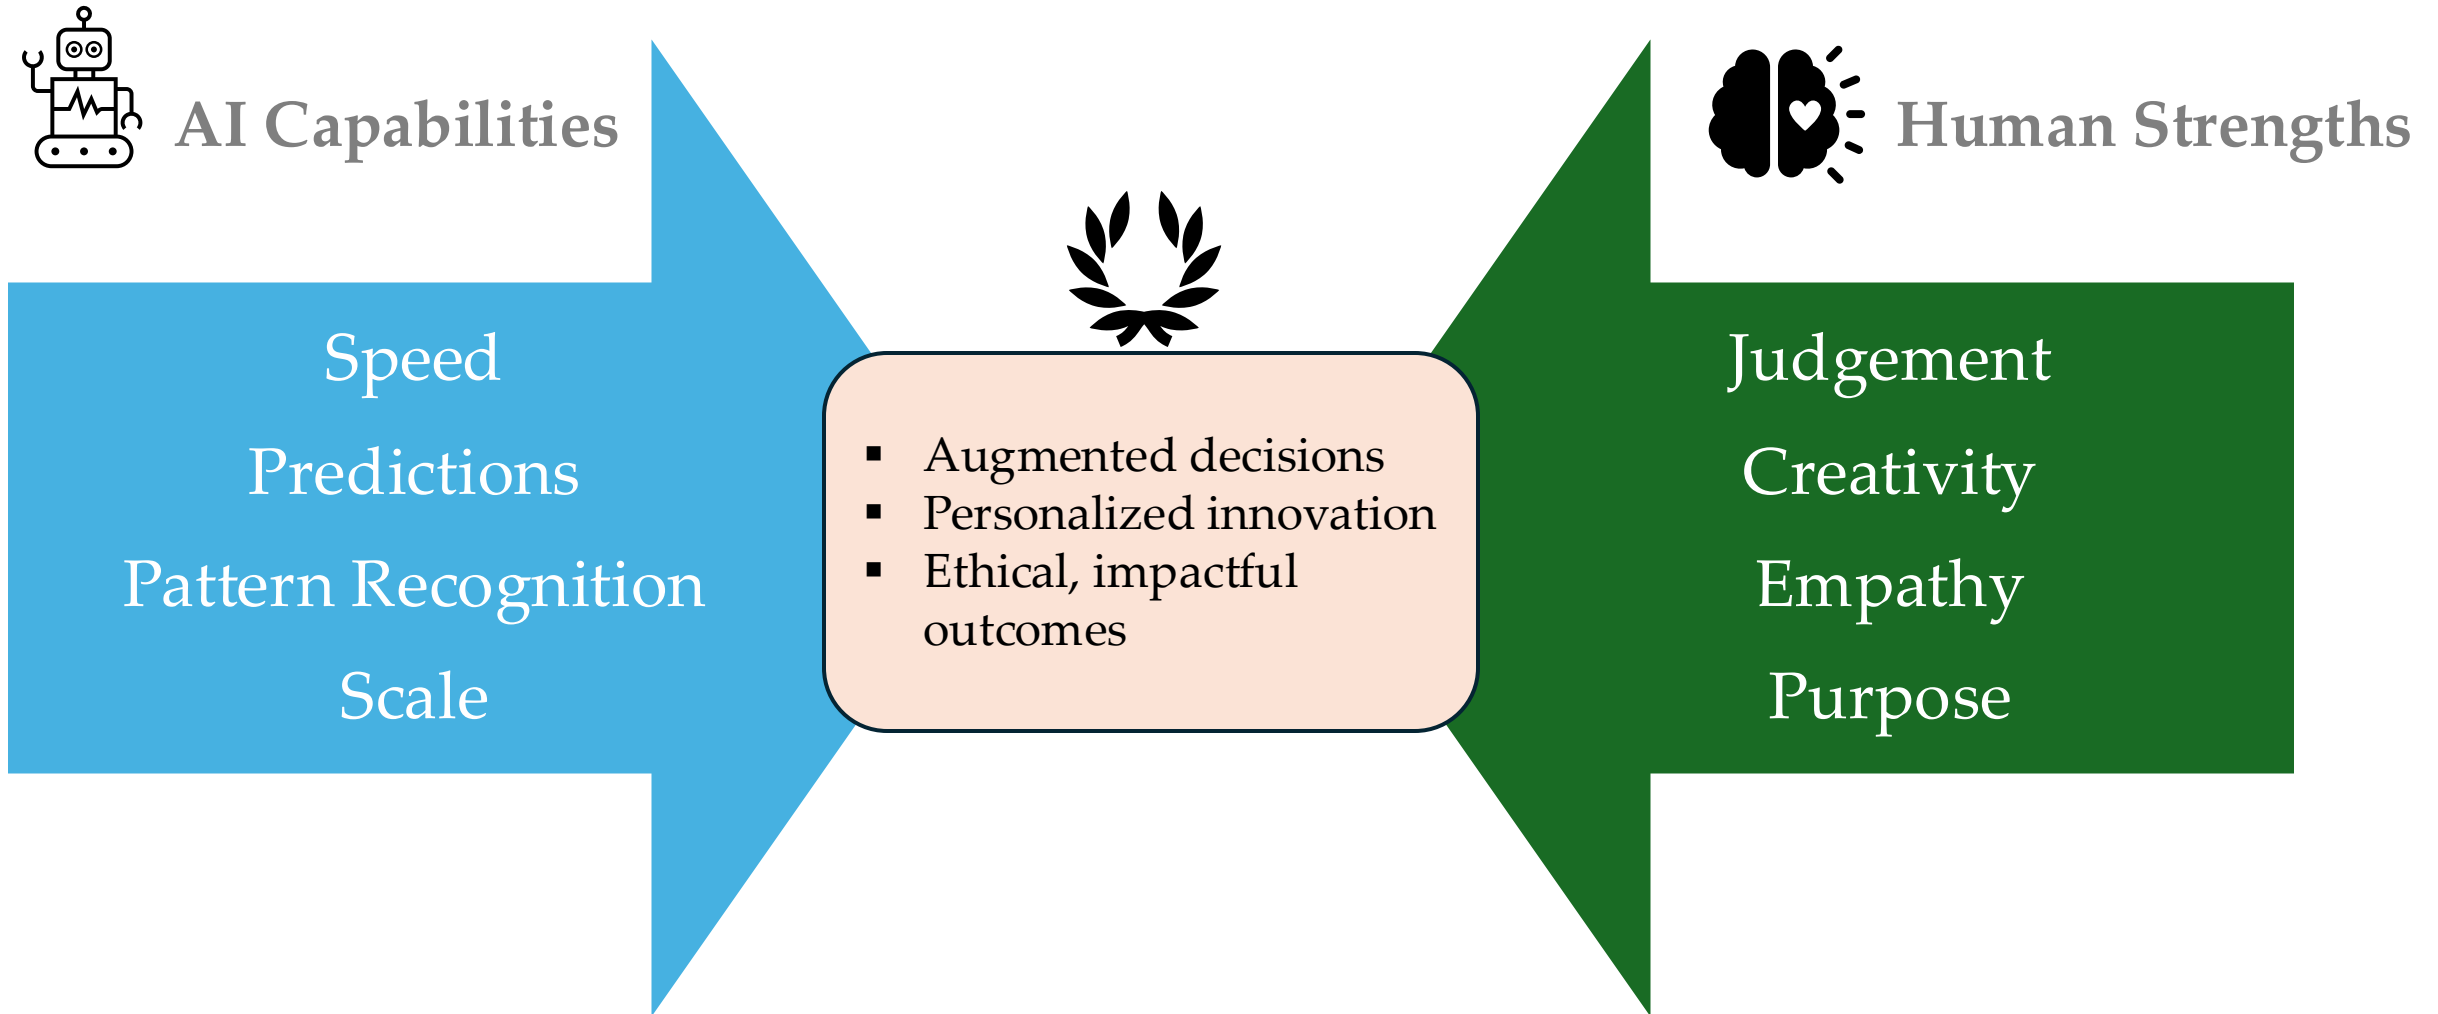 AI Capabilities
Speed
Predictions
Pattern Recognition
Scale
▪ Augmented decisions
▪ Personalized innovation
▪ Ethical, impactful
outcomes
Human Strengths
Judgement
Creativity
Empathy
Purpose